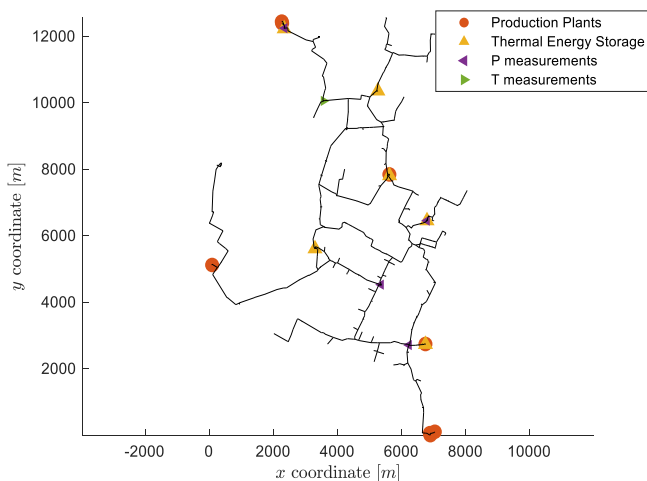 Production Plants
Thermal Energy Storage
P measurements
T measurements
12000
10000
8000
6000
4000
2000
y coordinate [m]
-2000 0 2000 4000 6000 8000 10000
x coordinate [m]